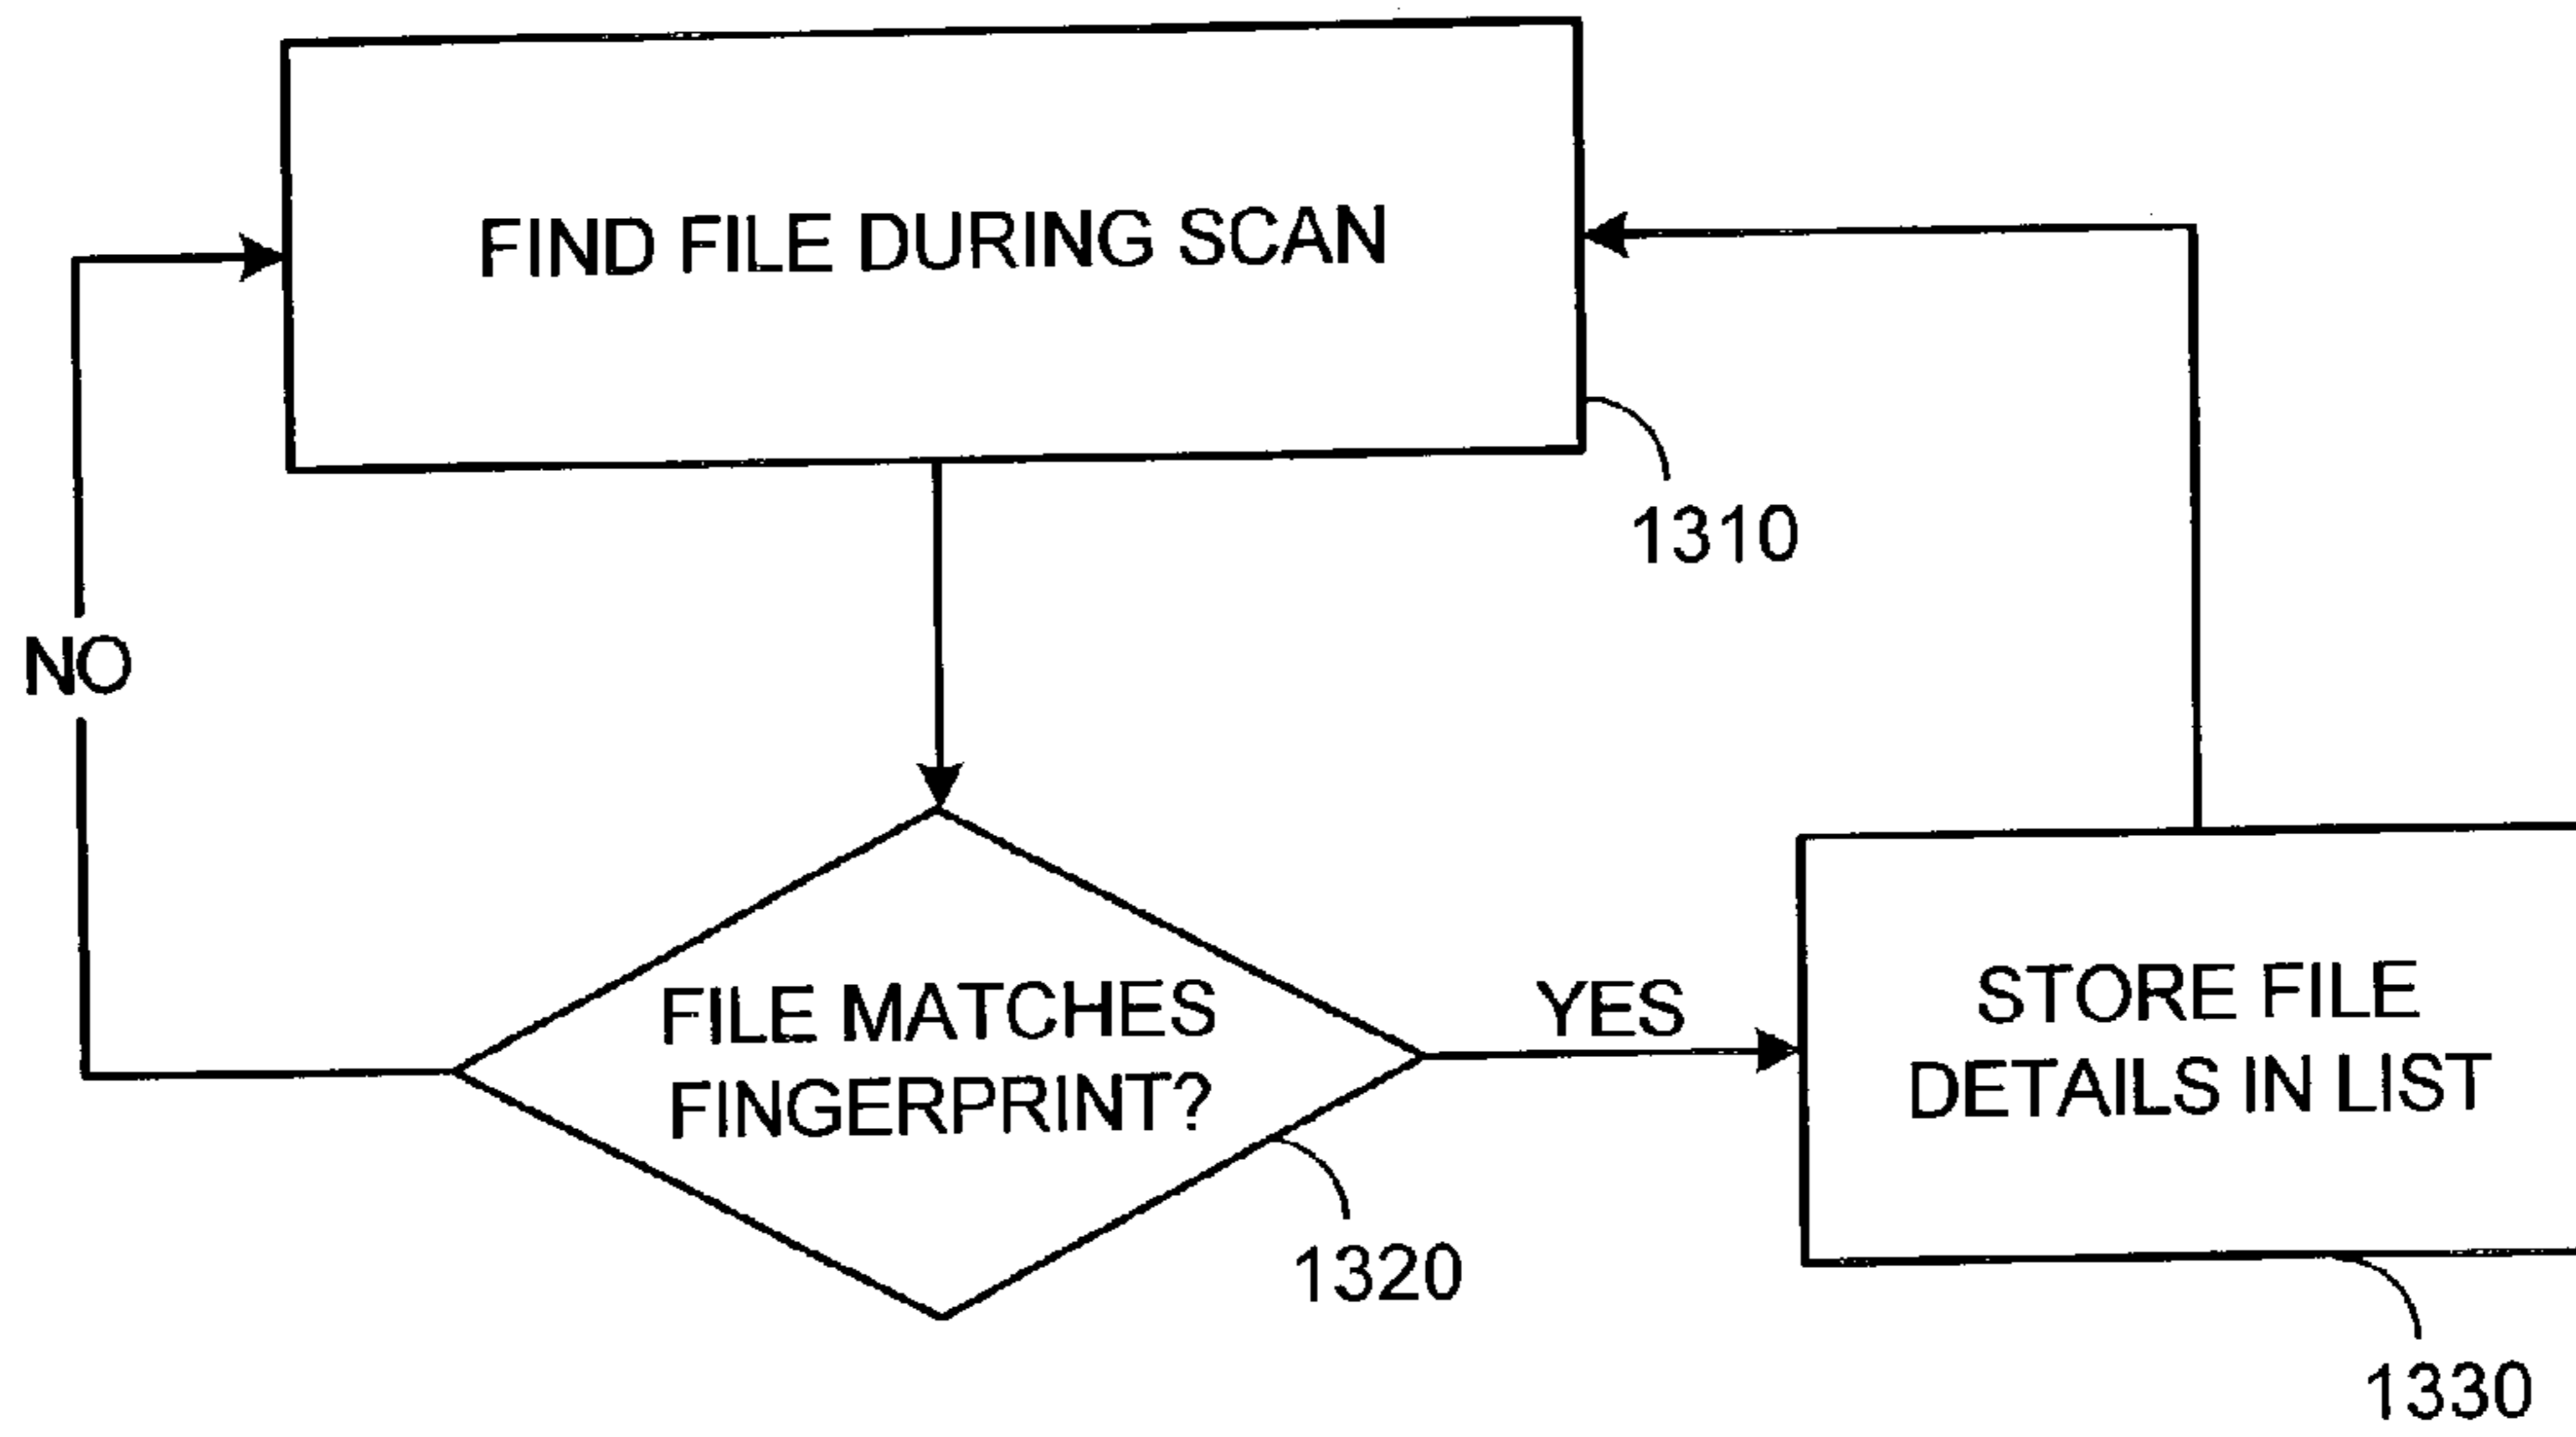 FIND FILE DURING SCAN
1310
NO
FILE MATCHES
FINGERPRINT?
YES
STORE FILE
DETAILS IN LIST
1320
1330